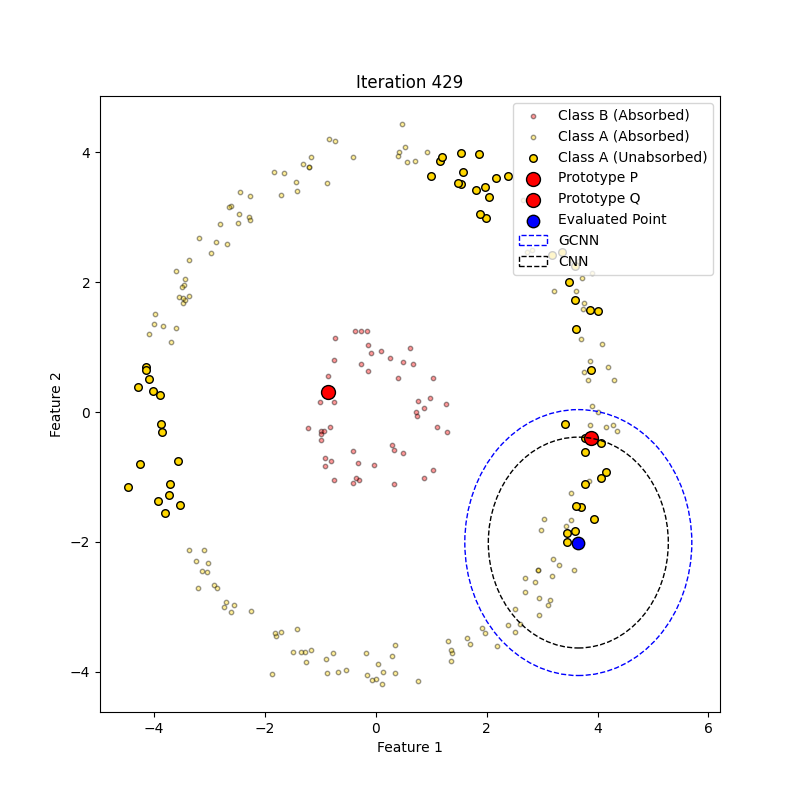 Iteration 429
Class B (Absorbed)
Class A (Absorbed)
Class A (Unabsorbed)
Prototype P
Prototype Q
Evaluated Point
GCNN
CNN
4
2
0
−2
−4
Feature 2
−4
−2
0
2
4
6
Feature 1